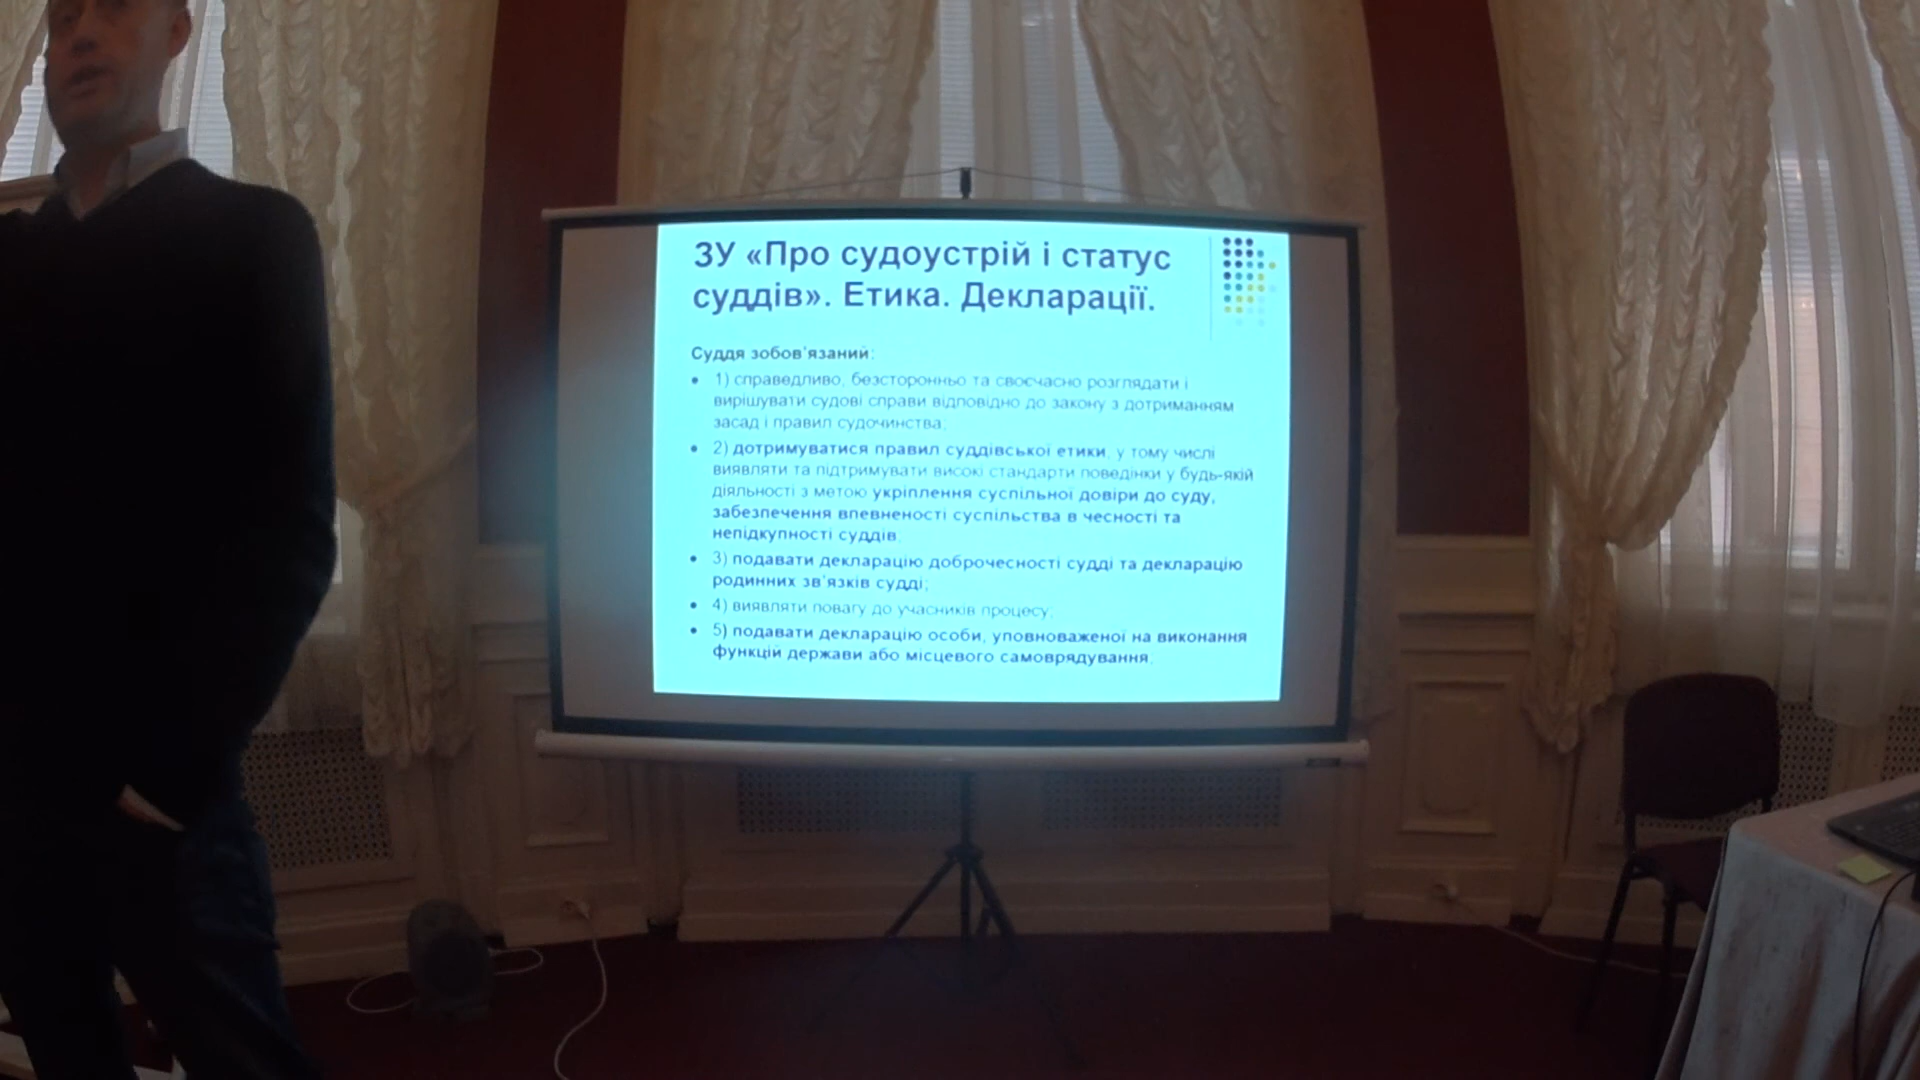 ЗУ «Про судоустрій і статус
суддів». Етика. Декларації.
Суддя зобов'язаний:
• 1) справедливо, безсторонньо та своєчасно розглядати і
вирішувати судові справи відповідно до закону з дотриманням
засад і правил судочинства;
• 2) дотримуватися правил суддівської етики, у тому числі
виявляти та підтримувати високі стандарти поведінки у будь-якій
діяльності з метою укріплення суспільної довіри до суду,
забезпечення впевненості суспільства в чесності та
непідкупності суддів;
• 3) подавати декларацію доброчесності судді та декларацію
родинних зв'язків судді;
• 4) виявляти повагу до учасників процесу;
• 5) подавати декларацію особи, уповноваженої на виконання
функцій держави або місцевого самоврядування;